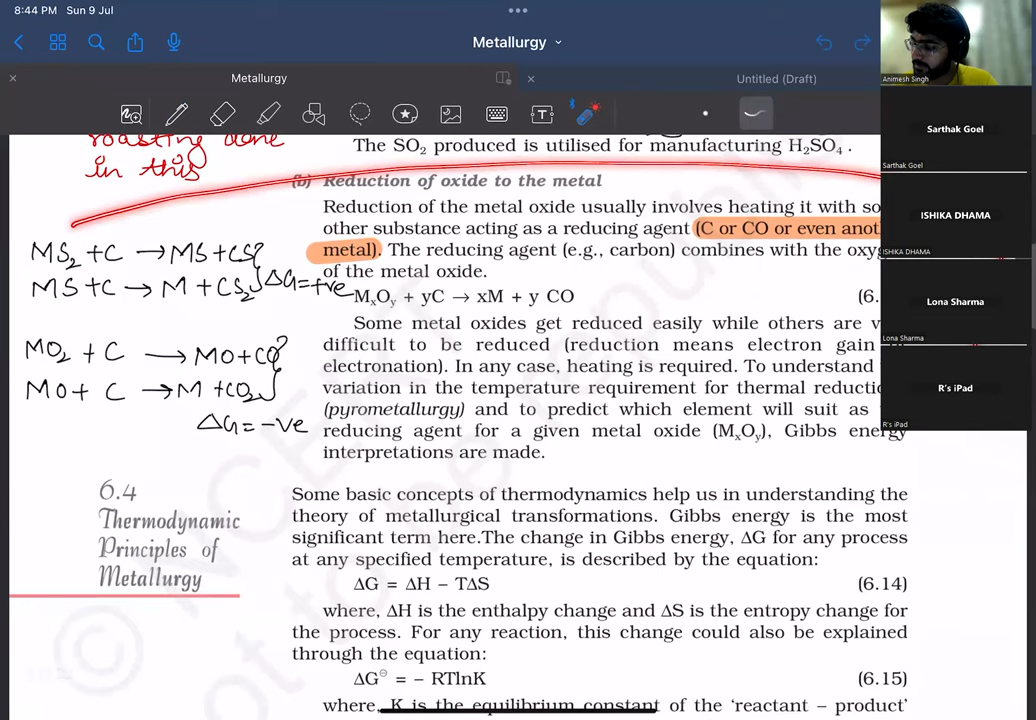 8:44 PM Sun 9 Jul
Metallurgy
Metallurgy
Untitled (Draft)
Animesh Singh
Sarthak Goel
Sarthak Goel
ISHIKA DHAMA
ISHIKA DHAMA
Lona Sharma
Lona Sharma
R's iPad
R's iPad
roasting done
in this
The SO₂ produced is utilised for manufacturing H₂SO₄ .
(b) Reduction of oxide to the metal
Reduction of the metal oxide usually involves heating it with so
other substance acting as a reducing agent (C or CO or even anot
metal). The reducing agent (e.g., carbon) combines with the oxy
of the metal oxide.
MₓOᵧ + yC → xM + y CO (6.
Some metal oxides get reduced easily while others are v
difficult to be reduced (reduction means electron gain
electronation). In any case, heating is required. To understand
variation in the temperature requirement for thermal reducti
(pyrometallurgy) and to predict which element will suit as
reducing agent for a given metal oxide (MₓOᵧ), Gibbs energy
interpretations are made.
MS₂ + C → MS + CS
MS + C → M + CS₂ ΔG = +ve
MO₂ + C → MO + CO
MO + C → M + CO₂
ΔG = -ve
6.4
Thermodynamic
Principles of
Metallurgy
Some basic concepts of thermodynamics help us in understanding the
theory of metallurgical transformations. Gibbs energy is the most
significant term here.The change in Gibbs energy, ΔG for any process
at any specified temperature, is described by the equation:
ΔG = ΔH – TΔS (6.14)
where, ΔH is the enthalpy change and ΔS is the entropy change for
the process. For any reaction, this change could also be explained
through the equation:
ΔG⊖ = – RTlnK (6.15)
where, K is the equilibrium constant of the 'reactant – product'